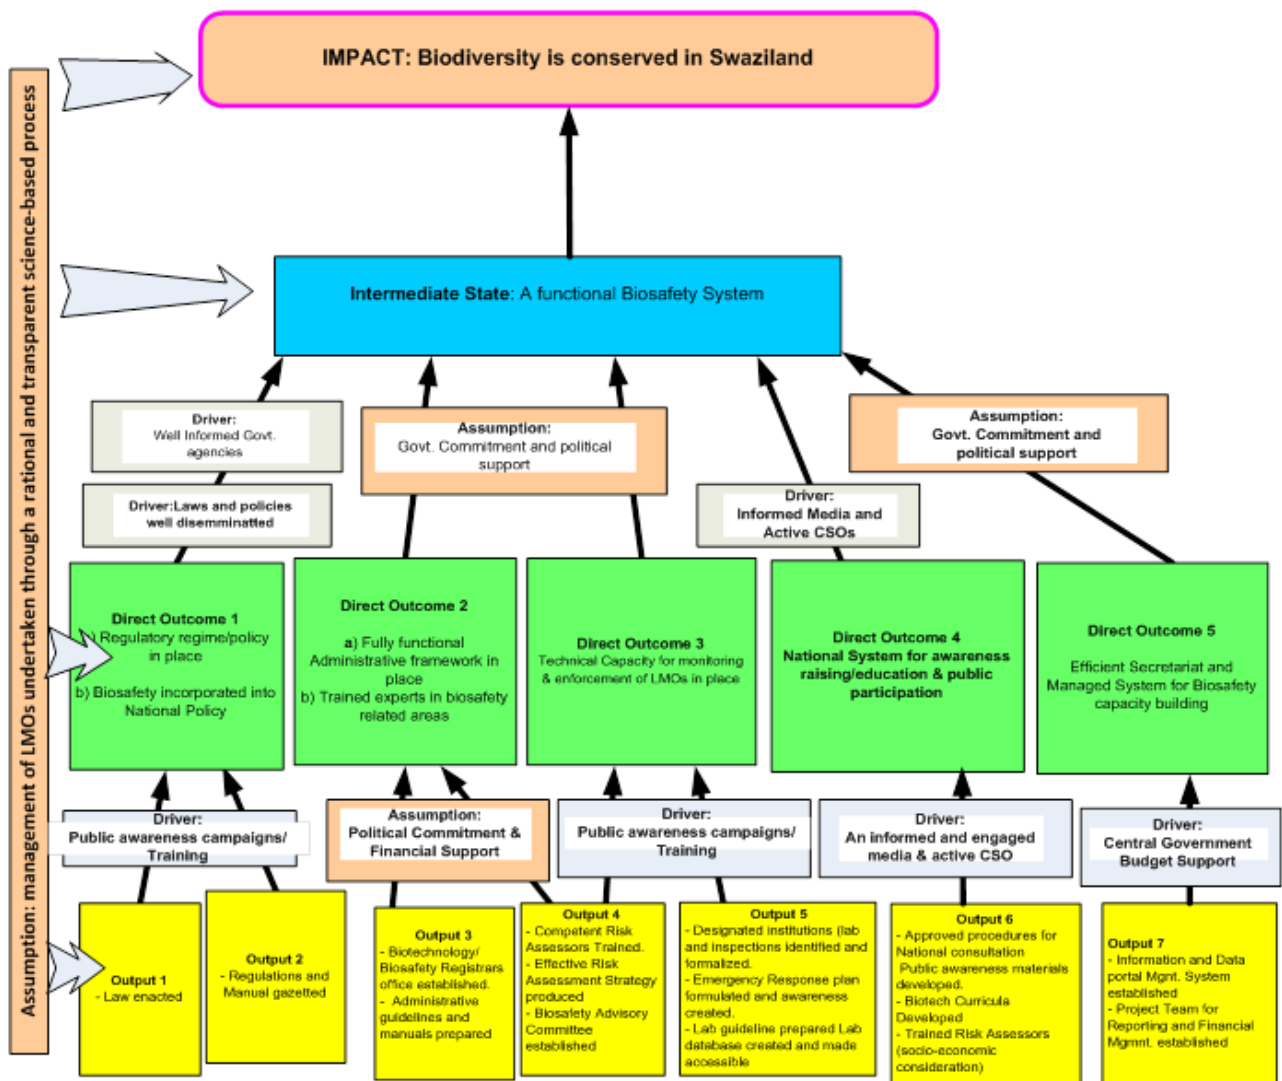 IMPACT: Biodiversity is conserved in Swaziland
Assumption: management of LMOs undertaken through a rational and transparent science-based process
Intermediate State: A functional Biosafety System
Driver:
Well Informed Govt.
agencies
Driver:Laws and policies
well disemminatted
Assumption:
Govt. Commitment and political
support
Driver:
Informed Media and
Active CSOs
Assumption:
Govt. Commitment and
political support
Direct Outcome 1
) Regulatory regime/policy
in place
b) Biosafety incorporated into
National Policy
Direct Outcome 2
a) Fully functional
Administrative framework in
place
b) Trained experts in biosafety
related areas
Direct Outcome 3
Technical Capacity for monitoring
& enforcement of LMOs in place
Direct Outcome 4
National System for awareness
raising/education & public
participation
Direct Outcome 5
Efficient Secretariat and
Managed System for Biosafety
capacity building
Driver:
Public awareness campaigns/
Training
Assumption:
Political Commitment &
Financial Support
Driver:
Public awareness campaigns/
Training
Driver:
An informed and engaged
media & active CSO
Driver:
Central Government
Budget Support
Output 1
- Law enacted
Output 2
- Regulations and
Manual gazetted
Output 3
- Biotechnology/
Biosafety Registrars
office established.
- Administrative
guidelines and
manuals prepared
Output 4
- Competent Risk
Assessors Trained.
- Effective Risk
Assessment Strategy
produced
- Biosafety Advisory
Committee
established
Output 5
- Designated institutions (lab
and inspections identified and
formalized.
- Emergency Response plan
formulated and awareness
created.
- Lab guideline prepared Lab
database created and made
accessible
Output 6
- Approved procedures for
National consultation
Public awareness materials
developed.
- Biotech Curricula
Developed
- Trained Risk Assessors
(socio-economic
consideration)
Output 7
- Information and Data
portal Mgnt. System
established
- Project Team for
Reporting and Financial
Mgmnt. established